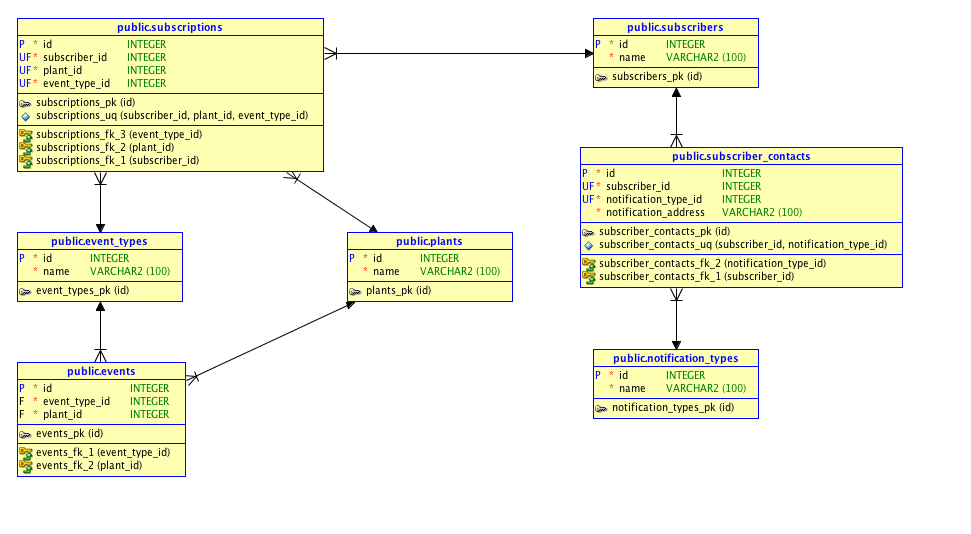 public.subscriptions
P * id INTEGER
UF * subscriber_id INTEGER
UF * plant_id INTEGER
UF * event_type_id INTEGER
subscriptions_pk (id)
subscriptions_uq (subscriber_id, plant_id, event_type_id)
subscriptions_fk_3 (event_type_id)
subscriptions_fk_2 (plant_id)
subscriptions_fk_1 (subscriber_id)
public.subscribers
P * id INTEGER
* name VARCHAR2 (100)
subscribers_pk (id)
public.subscriber_contacts
P * id INTEGER
UF * subscriber_id INTEGER
UF * notification_type_id INTEGER
* notification_address VARCHAR2 (100)
subscriber_contacts_pk (id)
subscriber_contacts_uq (subscriber_id, notification_type_id)
subscriber_contacts_fk_2 (notification_type_id)
subscriber_contacts_fk_1 (subscriber_id)
public.event_types
P * id INTEGER
* name VARCHAR2 (100)
event_types_pk (id)
public.plants
P * id INTEGER
* name VARCHAR2 (100)
plants_pk (id)
public.events
P * id INTEGER
F * event_type_id INTEGER
F * plant_id INTEGER
events_pk (id)
events_fk_1 (event_type_id)
events_fk_2 (plant_id)
public.notification_types
P * id INTEGER
* name VARCHAR2 (100)
notification_types_pk (id)